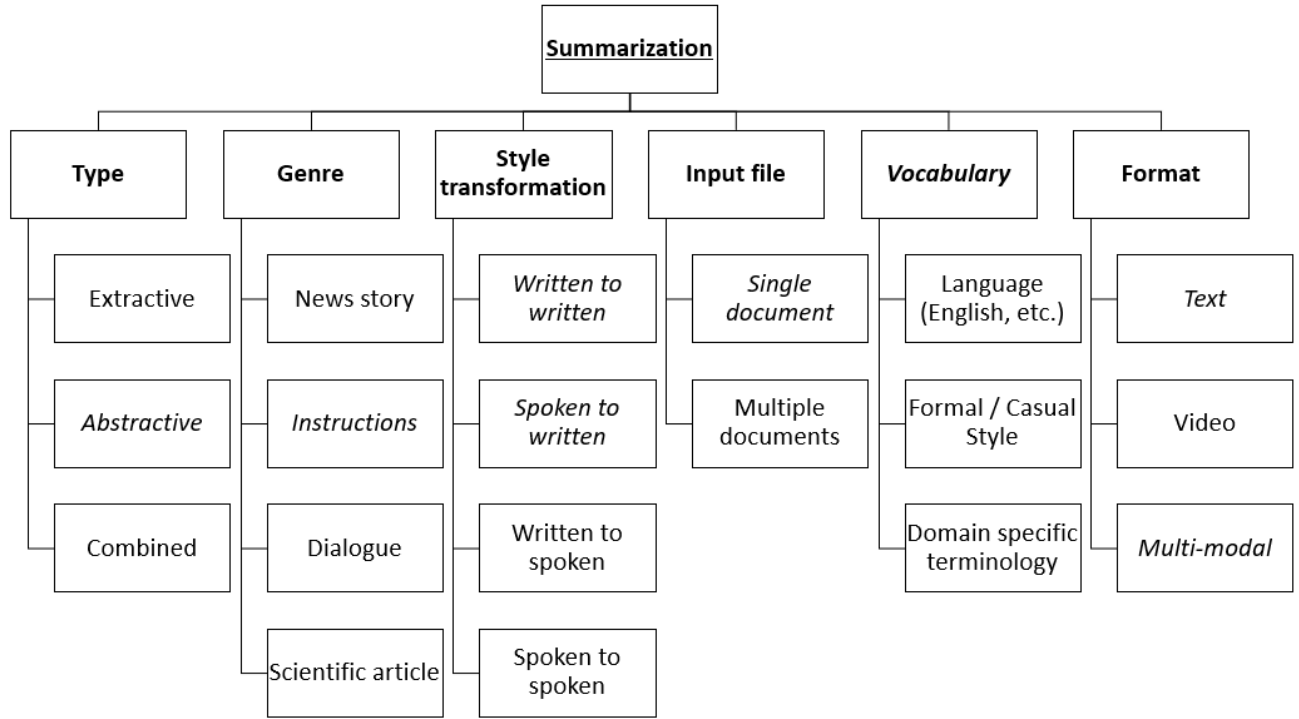 Summarization
Type
Genre
Style
transformation
Input file
Vocabulary
Format
Extractive
Abstractive
Combined
News story
Instructions
Dialogue
Scientific article
Written to
written
Spoken to
written
Written to
spoken
Spoken to
spoken
Single
document
Multiple
documents
Language
(English, etc.)
Formal / Casual
Style
Domain specific
terminology
Text
Video
Multi-modal